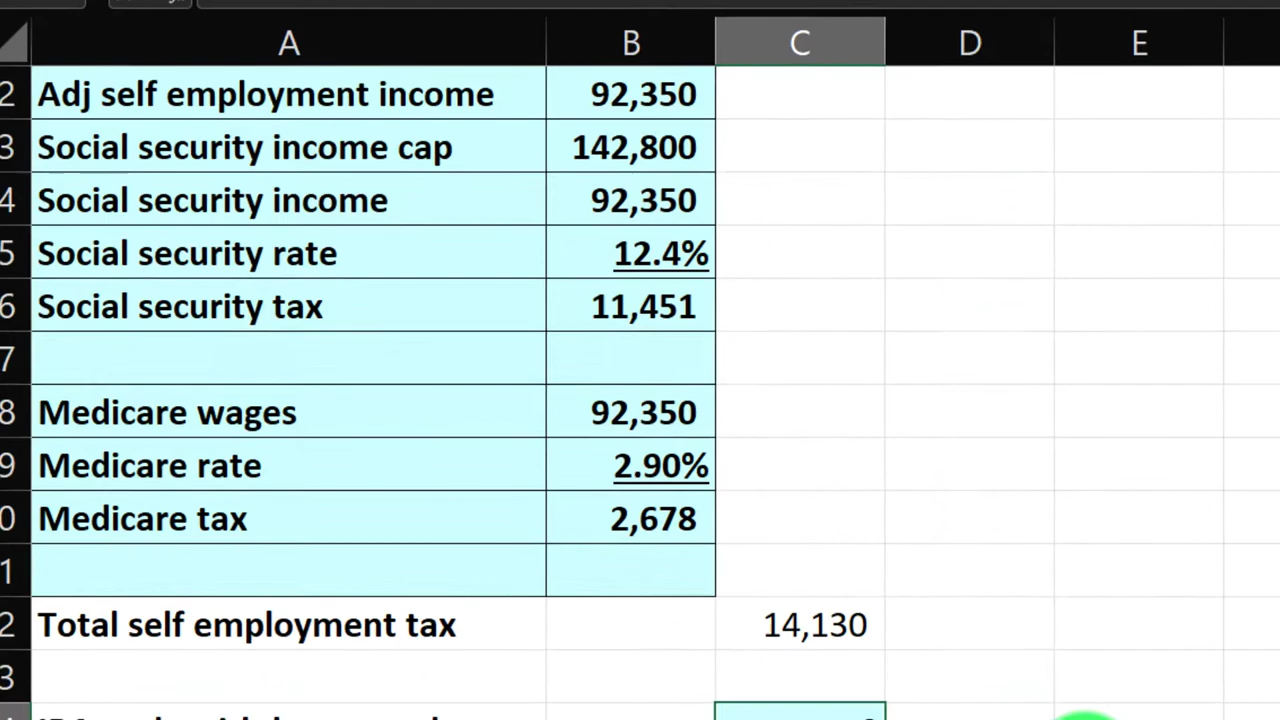 A B C D E
2 Adj self employment income 92,350
3 Social security income cap 142,800
4 Social security income 92,350
5 Social security rate 12.4%
6 Social security tax 11,451
7
8 Medicare wages 92,350
9 Medicare rate 2.90%
0 Medicare tax 2,678
1
2 Total self employment tax 14,130
3